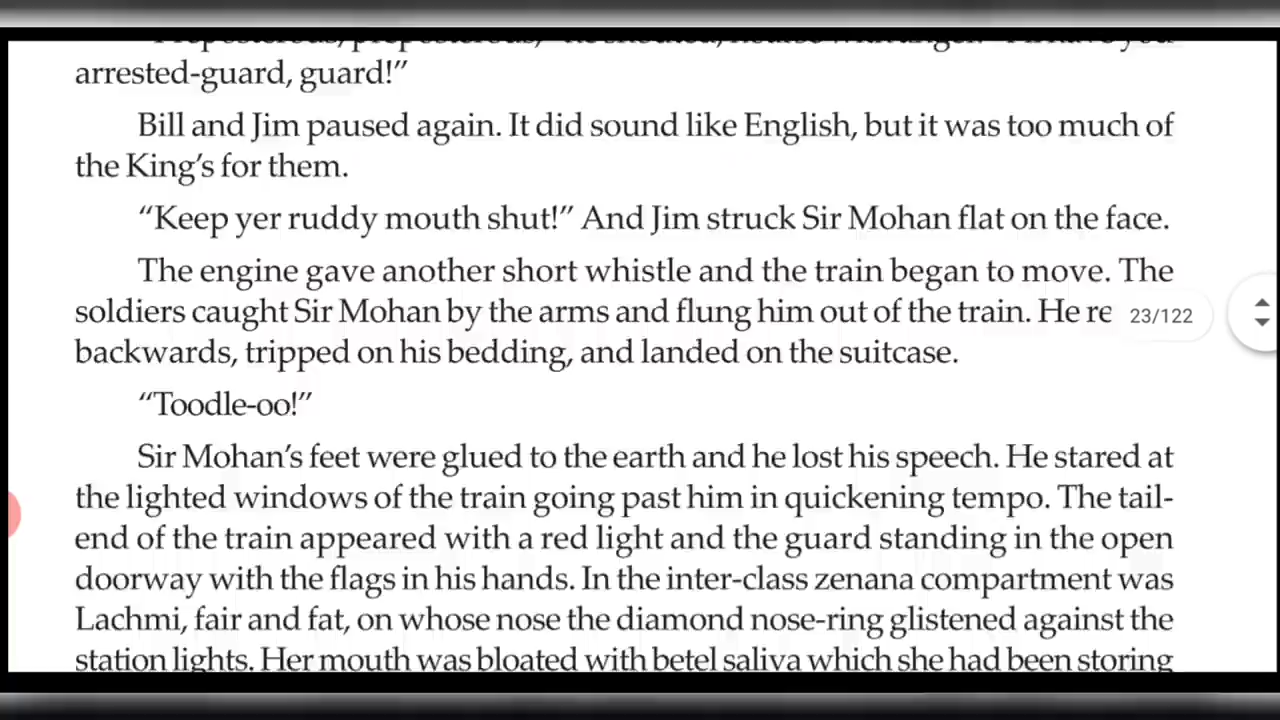 arrested-guard, guard!”
Bill and Jim paused again. It did sound like English, but it was too much of
the King’s for them.
“Keep yer ruddy mouth shut!” And Jim struck Sir Mohan flat on the face.
The engine gave another short whistle and the train began to move. The
soldiers caught Sir Mohan by the arms and flung him out of the train. He re
23/122
backwards, tripped on his bedding, and landed on the suitcase.
“Toodle-oo!”
Sir Mohan’s feet were glued to the earth and he lost his speech. He stared at
the lighted windows of the train going past him in quickening tempo. The tail-
end of the train appeared with a red light and the guard standing in the open
doorway with the flags in his hands. In the inter-class zenana compartment was
Lachmi, fair and fat, on whose nose the diamond nose-ring glistened against the
station lights. Her mouth was bloated with betel saliva which she had been storing